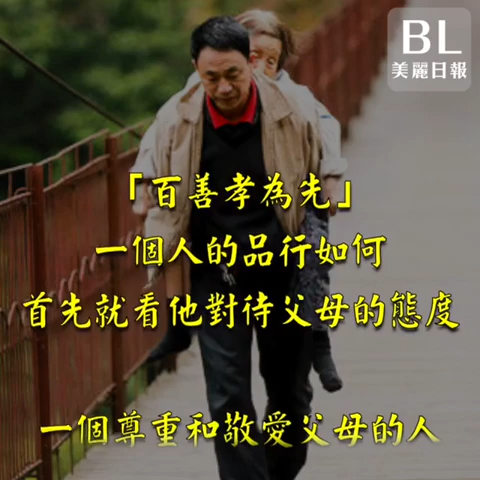 BL
美麗日報
「百善孝為先」
一個人的品行如何
首先就看他對待父母的態度
一個尊重和敬愛父母的人